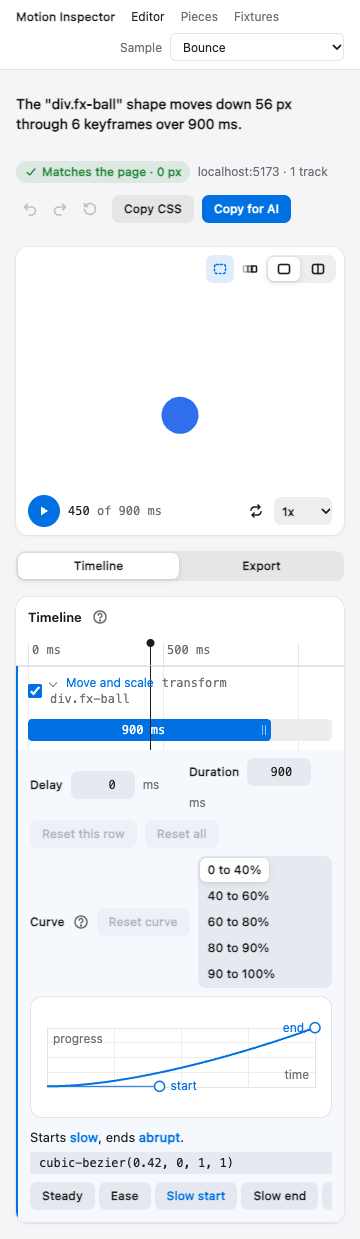 Motion Inspector Editor Pieces Fixtures
Sample Bounce
The "div.fx-ball" shape moves down 56 px
through 6 keyframes over 900 ms.
Matches the page · 0 px localhost:5173 · 1 track
Copy CSS Copy for AI
450 of 900 ms 1x
Timeline Export
Timeline ?
0 ms 500 ms
Move and scale transform
div.fx-ball
900 ms
Delay 0 ms Duration 900
ms
Reset this row Reset all
Curve ? Reset curve
0 to 40%
40 to 60%
60 to 80%
80 to 90%
90 to 100%
end
progress
time
start
Starts slow, ends abrupt.
cubic-bezier(0.42, 0, 1, 1)
Steady Ease Slow start Slow end